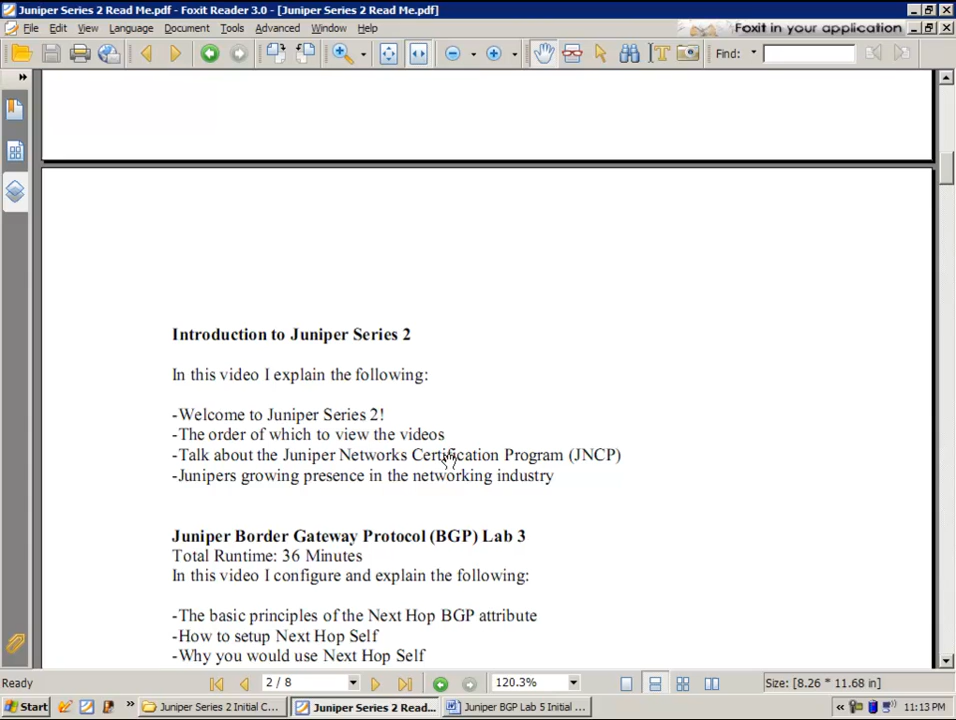 Juniper Series 2 Read Me.pdf - Foxit Reader 3.0 - [Juniper Series 2 Read Me.pdf]
File Edit View Language Document Tools Advanced Window Help
Foxit in your application
Find:
Introduction to Juniper Series 2
In this video I explain the following:
-Welcome to Juniper Series 2!
-The order of which to view the videos
-Talk about the Juniper Networks Certification Program (JNCP)
-Junipers growing presence in the networking industry
Juniper Border Gateway Protocol (BGP) Lab 3
Total Runtime: 36 Minutes
In this video I configure and explain the following:
-The basic principles of the Next Hop BGP attribute
-How to setup Next Hop Self
-Why you would use Next Hop Self
Ready 2 / 8 120.3% Size: [8.26 * 11.68 in]
Start Juniper Series 2 Initial C... Juniper Series 2 Read... Juniper BGP Lab 5 Initial ... 11:13 PM